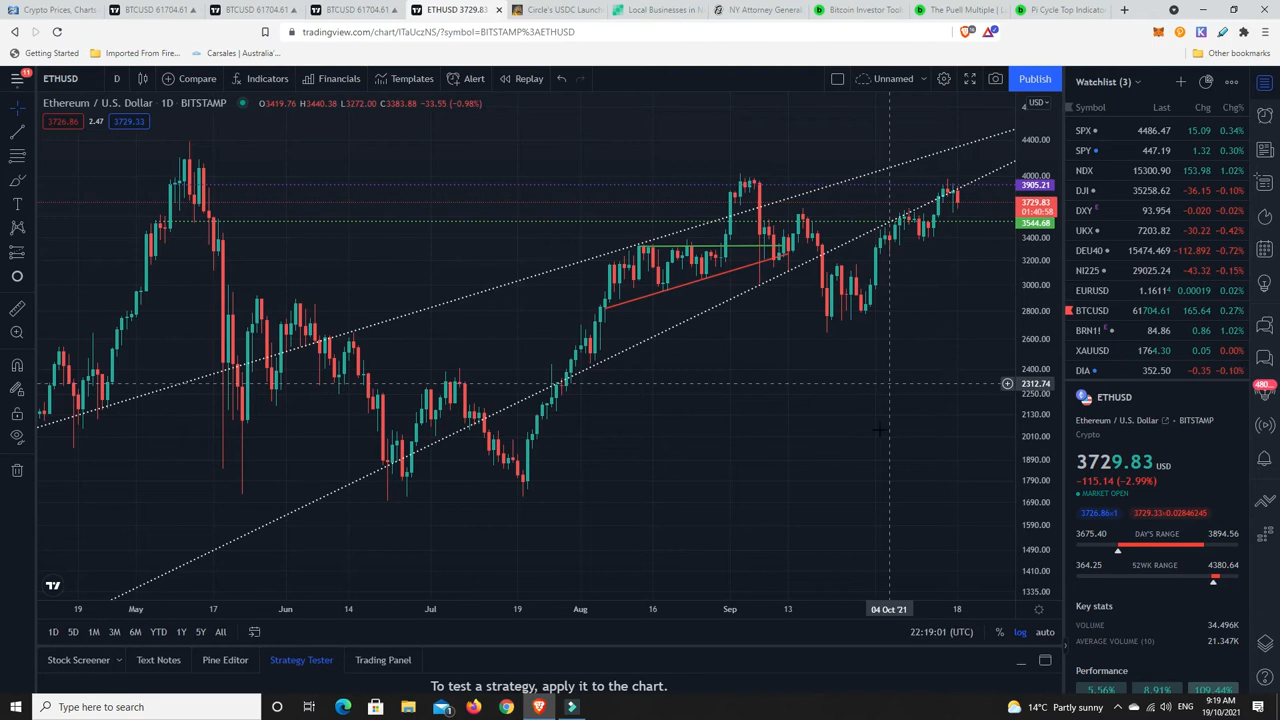 Crypto Prices, Charts
BTCUSD 61704.61 ▲
BTCUSD 61704.61 ▲
BTCUSD 61704.61 ▲
ETHUSD 3729.83
Circle's USDC Launch
Local Businesses in N
NY Attorney General
Bitcoin Investor Tool
The Puell Multiple | L
Pi Cycle Top Indicator
tradingview.com/chart/ITaUczNS/?symbol=BITSTAMP%3AETHUSD
Getting Started
Imported From Fire...
Carsales | Australia'...
Other bookmarks
11
ETHUSD
D
Compare
Indicators
Financials
Templates
Alert
Replay
Unnamed
Publish
Watchlist (3)
Ethereum / U.S. Dollar · 1D · BITSTAMP
O3419.76 H3440.38 L3272.00 C3383.88 −33.55 (−0.98%)
3726.86
2.47
3729.33
USD
4400.00
4000.00
3905.21
3729.83
01:40:58
3544.68
3400.00
3200.00
3000.00
2800.00
2600.00
2400.00
2312.74
2250.00
2130.00
2010.00
1890.00
1790.00
1690.00
1590.00
1490.00
1410.00
1335.00
19
May
17
Jun
14
Jul
19
Aug
16
Sep
13
04 Oct '21
18
1D 5D 1M 3M 6M YTD 1Y 5Y All
22:19:01 (UTC)
% log auto
Stock Screener
Text Notes
Pine Editor
Strategy Tester
Trading Panel
To test a strategy, apply it to the chart.
Symbol Last Chg Chg%
SPX 4486.47 15.09 0.34%
SPY 447.19 1.32 0.30%
NDX 15300.90 153.98 1.02%
DJI 35258.62 -36.15 -0.10%
DXY E 93.954 -0.020 -0.02%
UKX 7203.82 -30.22 -0.42%
DEU40 15474.469 -112.892 -0.72%
NI225 29025.24 -43.32 -0.15%
EURUSD 1.16114 0.00019 0.02%
BTCUSD 61704.61 165.64 0.27%
BRN1! E 84.86 0.86 1.02%
XAUUSD 1764.30 0.05 0.00%
DIA 352.50 -0.35 -0.10%
480
ETHUSD
Ethereum / U.S. Dollar · BITSTAMP
Crypto
3729.83 USD
−115.14 (−2.99%)
MARKET OPEN
3726.86×1
3729.33×0.02846245
3675.40 DAY'S RANGE 3894.56
364.25 52WK RANGE 4380.64
Key stats
VOLUME 34.496K
AVERAGE VOLUME (10) 21.347K
Performance
5.56% 8.91% 109.44%
Type here to search
14°C Partly sunny
ENG
9:19 AM
19/10/2021